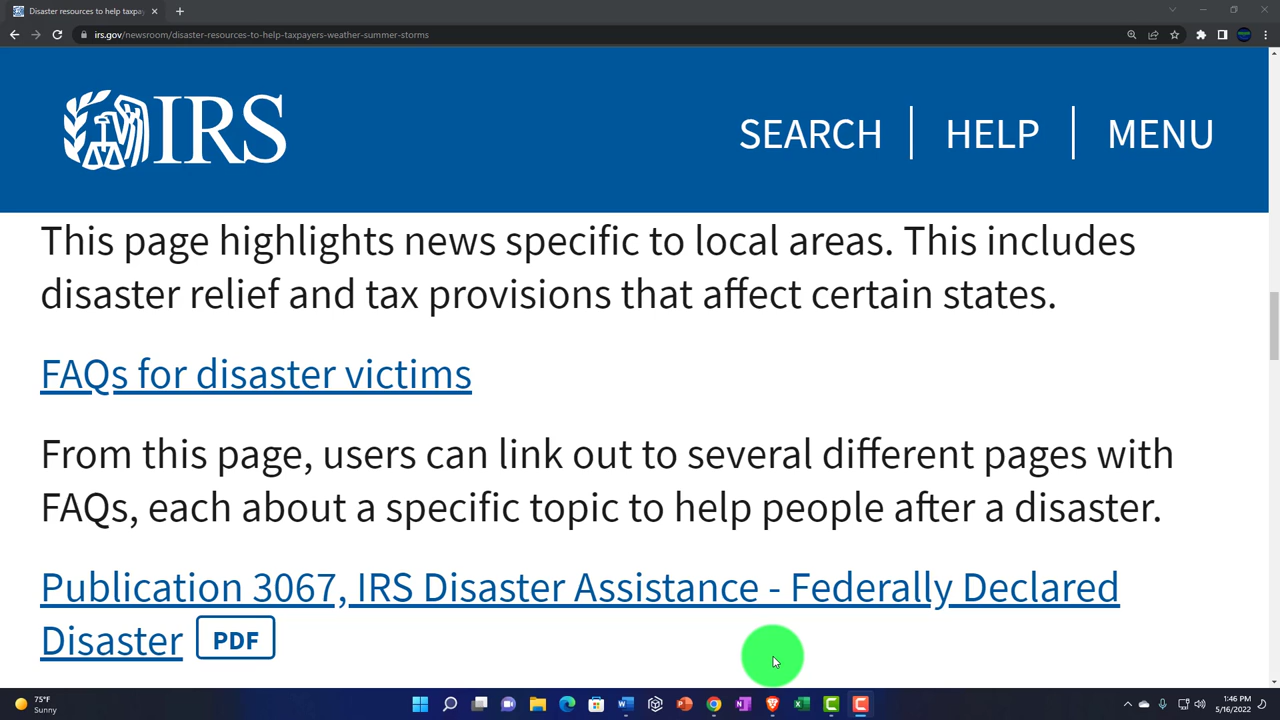 Disaster resources to help taxpay
irs.gov/newsroom/disaster-resources-to-help-taxpayers-weather-summer-storms
IRS
SEARCH
HELP
MENU
This page highlights news specific to local areas. This includes
disaster relief and tax provisions that affect certain states.
FAQs for disaster victims
From this page, users can link out to several different pages with
FAQs, each about a specific topic to help people after a disaster.
Publication 3067, IRS Disaster Assistance - Federally Declared
Disaster PDF
75°F
Sunny
1:46 PM
5/16/2022